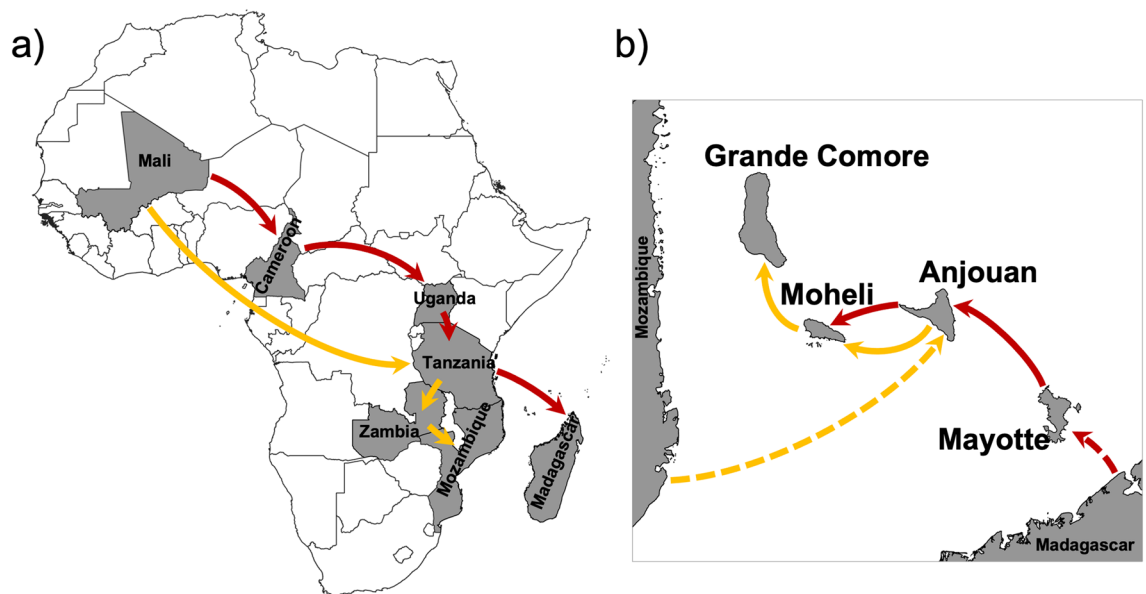 a)
Mali
Cameroon
Uganda
Tanzania
Zambia
Mozambique
Madagascar
b)
Grande Comore
Mozambique
Anjouan
Moheli
Mayotte
Madagascar